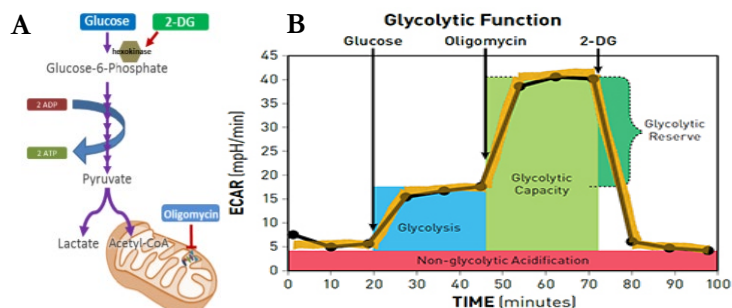 A
Glucose
2-DG
hexokinase
Glucose-6-Phosphate
2 ADP
2 ATP
Pyruvate
Oligomycin
Lactate
Acetyl-CoA
B
Glycolytic Function
Glucose
Oligomycin
2-DG
ECAR (mpH/min)
45
40
35
30
25
20
15
10
5
0
Glycolytic
Reserve
Glycolytic
Capacity
Glycolysis
Non-glycolytic Acidification
0 10 20 30 40 50 60 70 80 90 100
TIME (minutes)